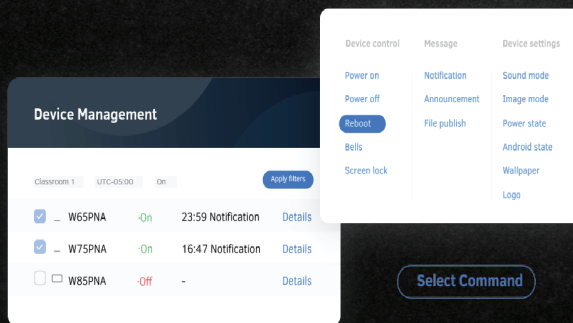 Device control Message Device settings
Power on Notification Sound mode
Power off Announcement Image mode
Reboot File publish Power state
Bells Android state
Screen lock Wallpaper
Logo
Device Management
Classroom 1 UTC-05:00 On Apply filters
W65PNA ·On 23:59 Notification Details
W75PNA ·On 16:47 Notification Details
W85PNA ·Off - Details
Select Command